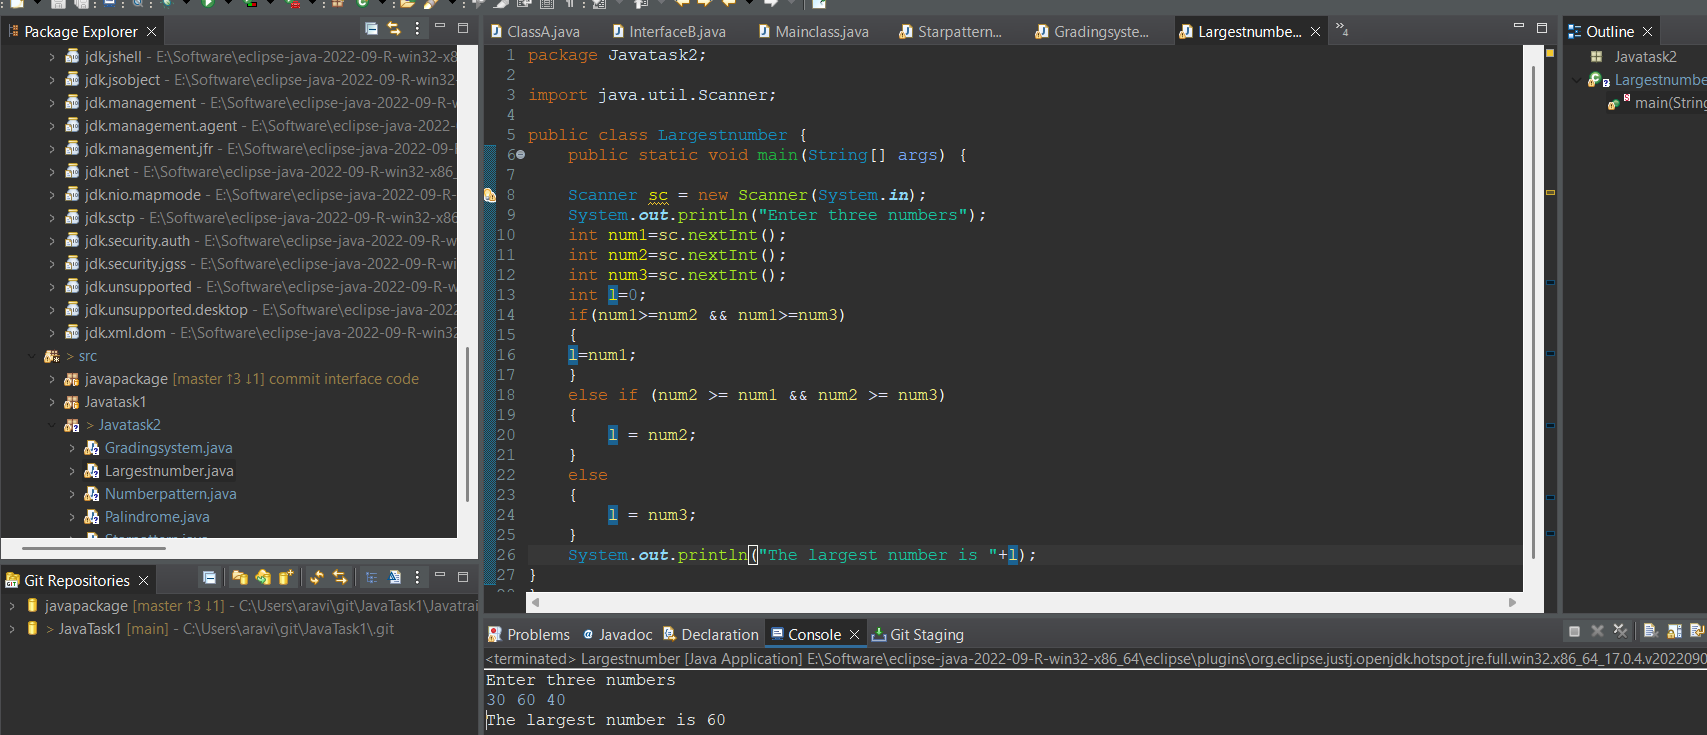 Package Explorer
jdk.jshell - E:\Software\eclipse-java-2022-09-R-win32-x8
jdk.jsobject - E:\Software\eclipse-java-2022-09-R-win32-
jdk.management - E:\Software\eclipse-java-2022-09-R-w
jdk.management.agent - E:\Software\eclipse-java-2022-
jdk.management.jfr - E:\Software\eclipse-java-2022-09-R
jdk.net - E:\Software\eclipse-java-2022-09-R-win32-x86_
jdk.nio.mapmode - E:\Software\eclipse-java-2022-09-R-
jdk.sctp - E:\Software\eclipse-java-2022-09-R-win32-x86
jdk.security.auth - E:\Software\eclipse-java-2022-09-R-w
jdk.security.jgss - E:\Software\eclipse-java-2022-09-R-wi
jdk.unsupported - E:\Software\eclipse-java-2022-09-R-w
jdk.unsupported.desktop - E:\Software\eclipse-java-202
jdk.xml.dom - E:\Software\eclipse-java-2022-09-R-win32
> src
javapackage [master ↑3 ↓1] commit interface code
Javatask1
> Javatask2
Gradingsystem.java
Largestnumber.java
Numberpattern.java
Palindrome.java
Starpattern.java
Git Repositories
javapackage [master ↑3 ↓1] - C:\Users\aravi\git\JavaTask1\Javatrai
> JavaTask1 [main] - C:\Users\aravi\git\JavaTask1\.git
ClassA.java InterfaceB.java Mainclass.java Starpattern... Gradingsyste... Largestnumbe... »4
1 package Javatask2;
2
3 import java.util.Scanner;
4
5 public class Largestnumber {
6 public static void main(String[] args) {
7
8 Scanner sc = new Scanner(System.in);
9 System.out.println("Enter three numbers");
10 int num1=sc.nextInt();
11 int num2=sc.nextInt();
12 int num3=sc.nextInt();
13 int l=0;
14 if(num1>=num2 && num1>=num3)
15 {
16 l=num1;
17 }
18 else if (num2 >= num1 && num2 >= num3)
19 {
20 l = num2;
21 }
22 else
23 {
24 l = num3;
25 }
26 System.out.println("The largest number is "+l);
27 }
Outline
Javatask2
Largestnumbe
main(String
Problems Javadoc Declaration Console Git Staging
<terminated> Largestnumber [Java Application] E:\Software\eclipse-java-2022-09-R-win32-x86_64\eclipse\plugins\org.eclipse.justj.openjdk.hotspot.jre.full.win32.x86_64_17.0.4.v2022090
Enter three numbers
30 60 40
The largest number is 60